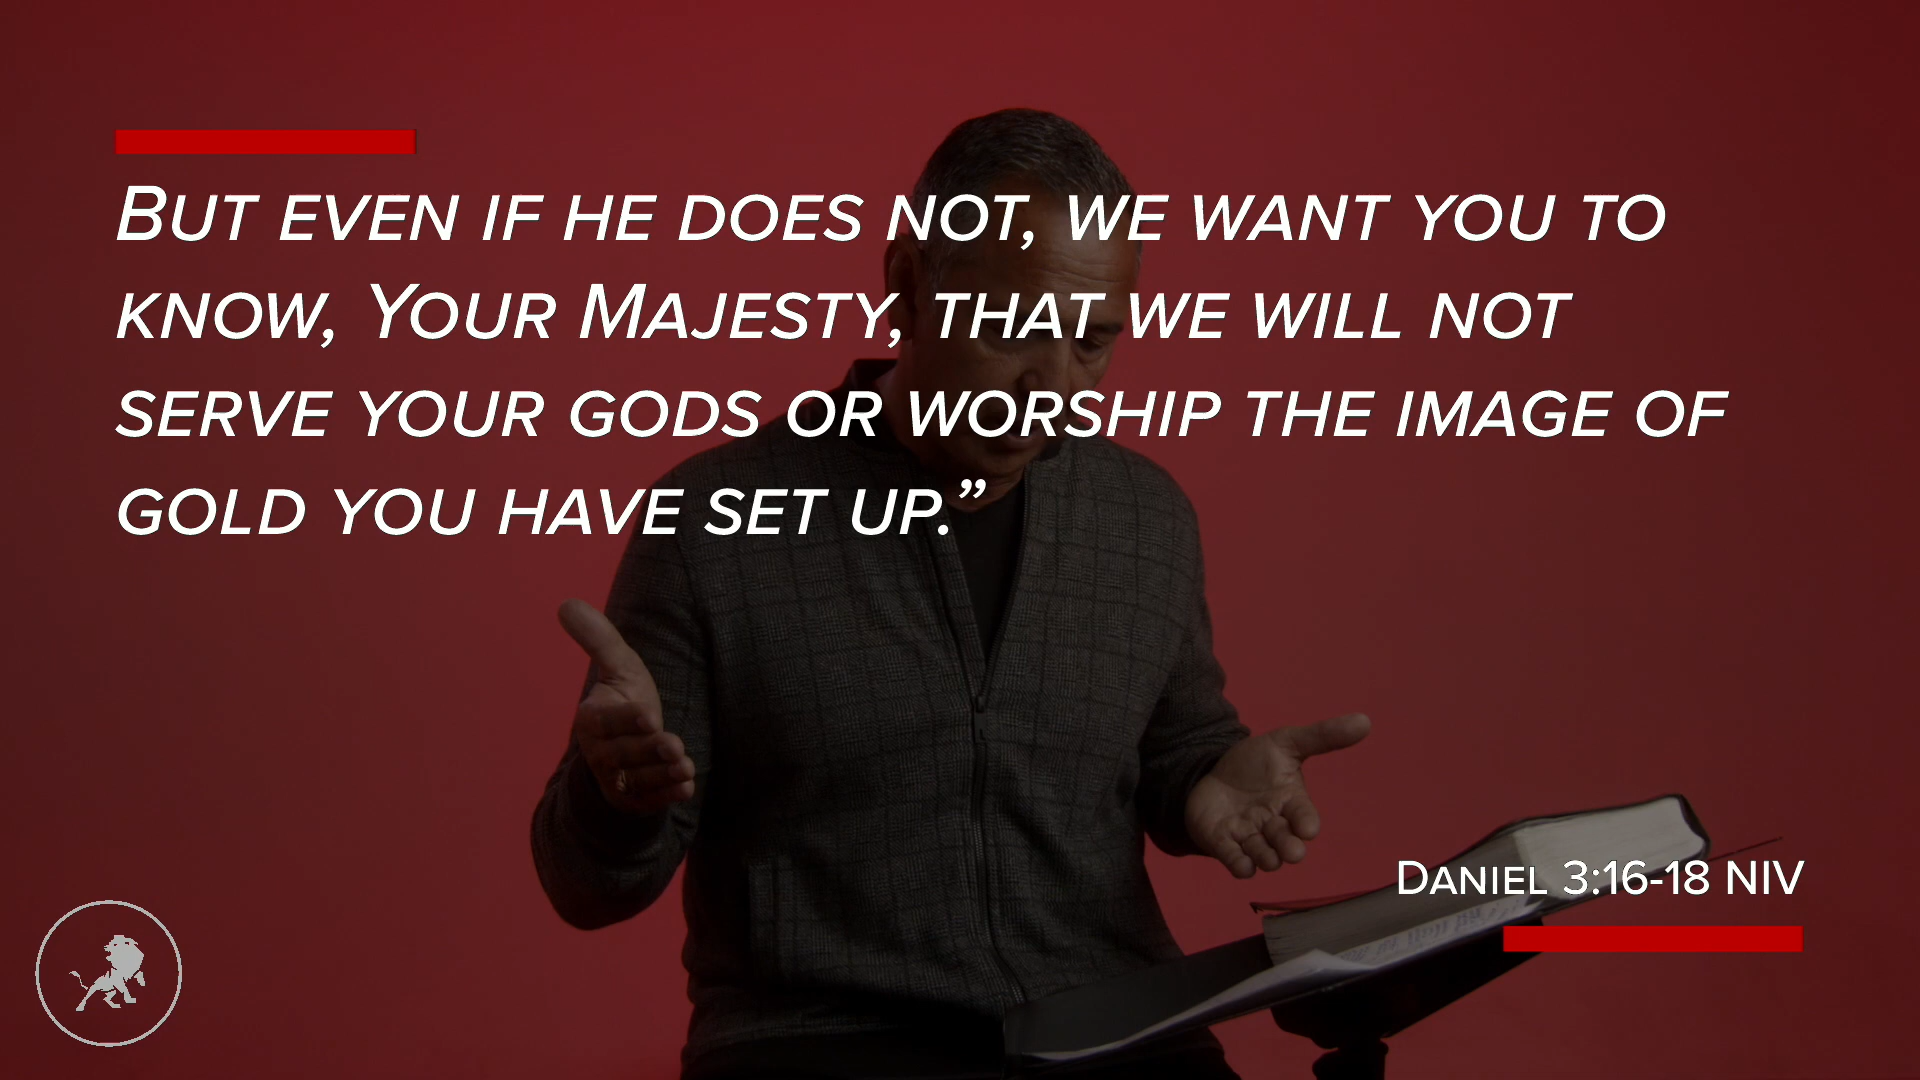 But even if he does not, we want you to
know, Your Majesty, that we will not
serve your gods or worship the image of
gold you have set up.”
Daniel 3:16-18 NIV